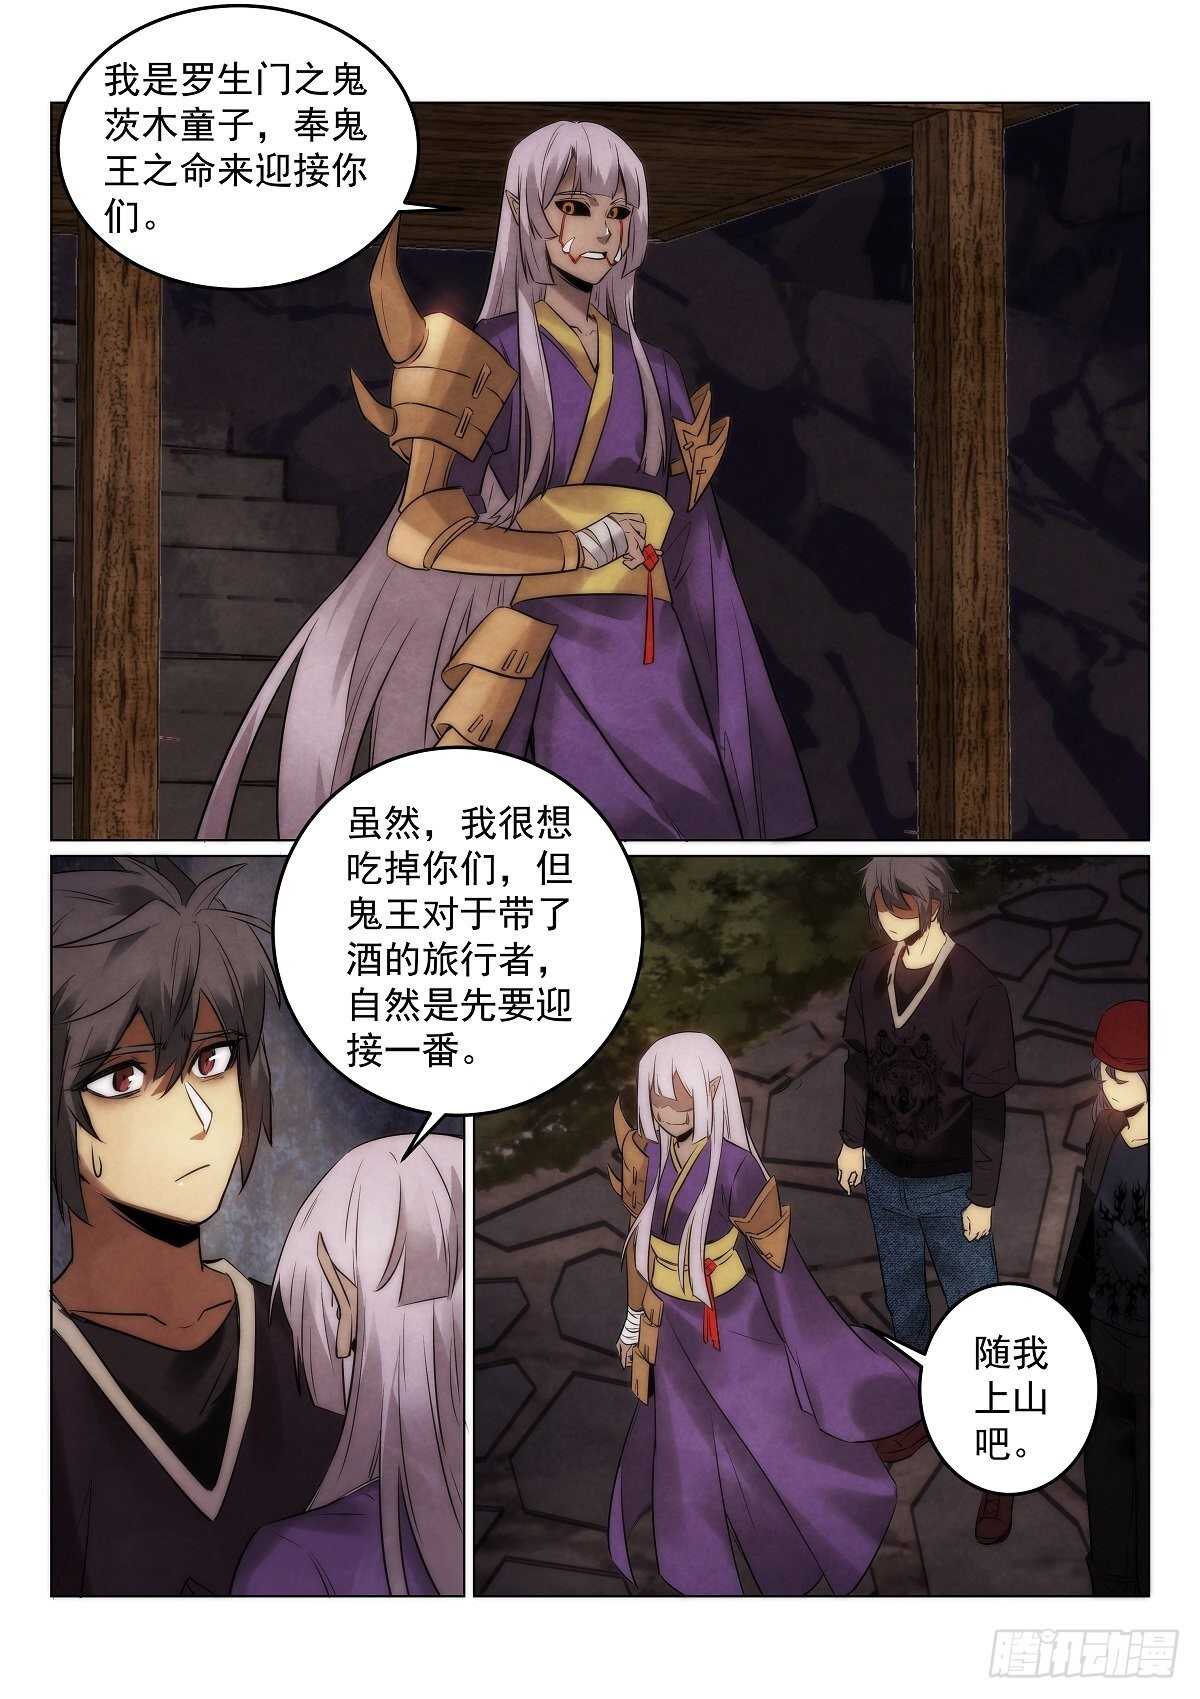 我是罗生门之鬼
茨木童子，奉鬼
王之命来迎接你
们。
虽然，我很想
吃掉你们，但
鬼王对于带了
酒的旅行者，
自然是先要迎
接一番。
随我
上山
吧。
腾讯动漫